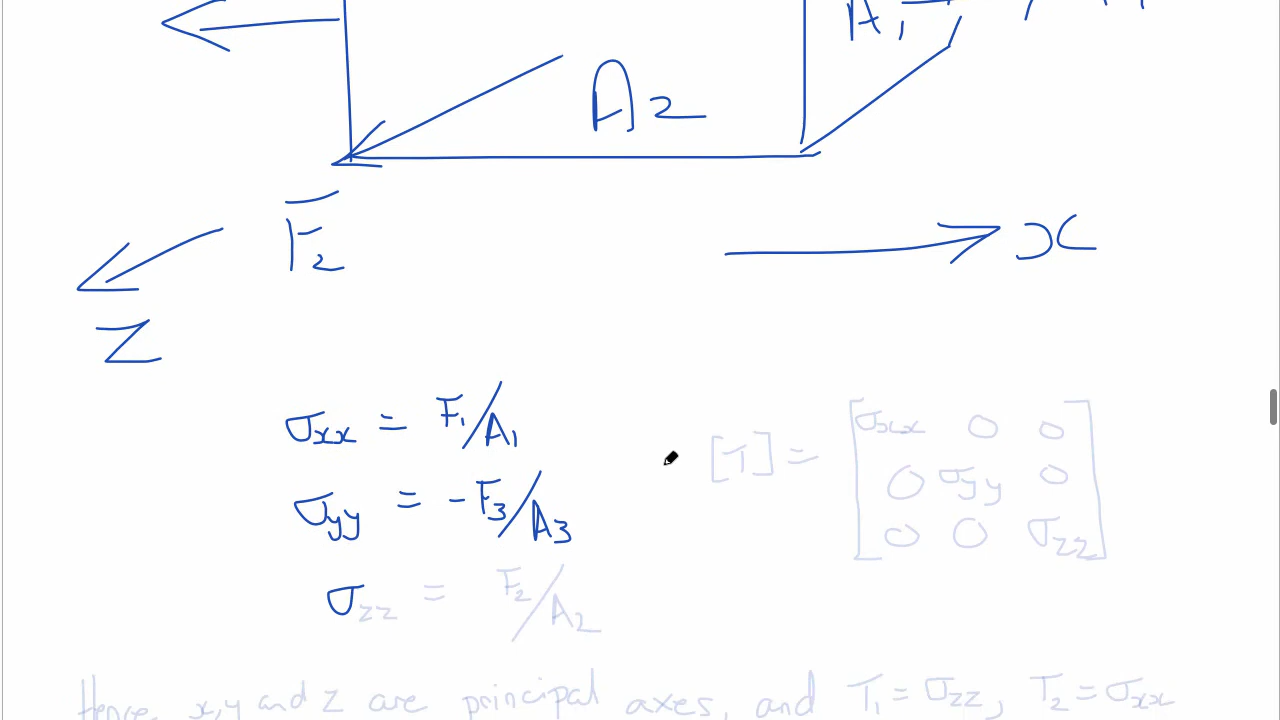 A₁
A₂
F₂
x
z
σxx = F₁/A₁
[T] = [σxx 0 0
σyy = -F₃/A₃
0 σyy 0
0 0 σzz]
σzz = F₂/A₂
Hence, x, y and z are principal axes, and T₁ = σzz, T₂ = σxx